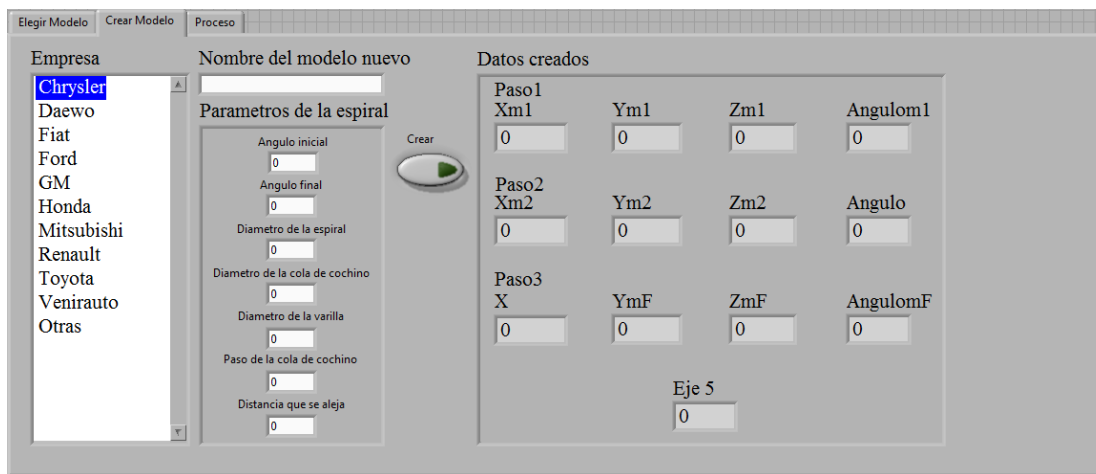 Elegir Modelo
Crear Modelo
Proceso
Empresa
Chrysler
Daewo
Fiat
Ford
GM
Honda
Mitsubishi
Renault
Toyota
Venirauto
Otras
Nombre del modelo nuevo
Parametros de la espiral
Angulo inicial
0
Angulo final
0
Diametro de la espiral
0
Diametro de la cola de cochino
0
Diametro de la varilla
0
Paso de la cola de cochino
0
Distancia que se aleja
0
Crear
Datos creados
Paso1
Xm1 Ym1 Zm1 Angulom1
0 0 0 0
Paso2
Xm2 Ym2 Zm2 Angulo
0 0 0 0
Paso3
X YmF ZmF AngulomF
0 0 0 0
Eje 5
0